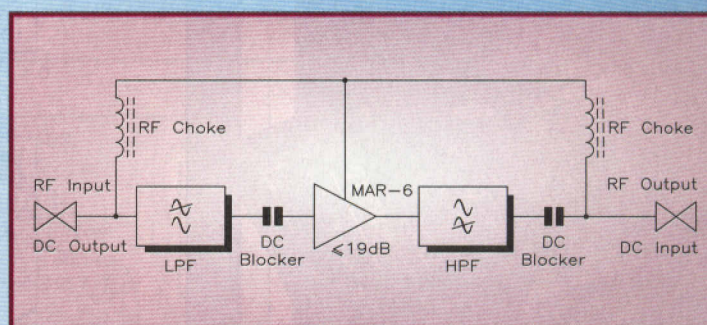 RF Choke
RF Choke
RF Input
MAR-6
RF Output
DC Output
LPF
DC
Blocker
⩽19dB
HPF
DC
Blocker
DC Input